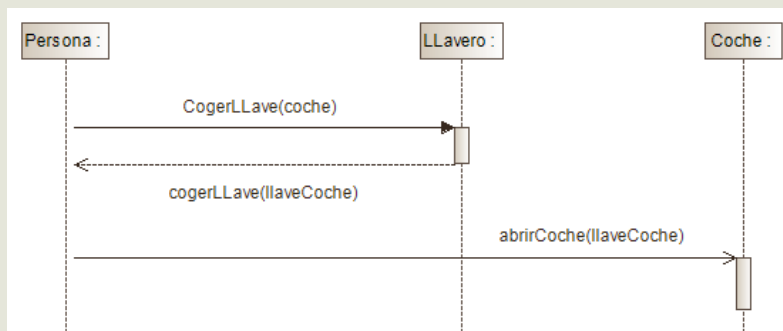 Persona :
LLavero :
Coche :
CogerLLave(coche)
cogerLLave(llaveCoche)
abrirCoche(llaveCoche)